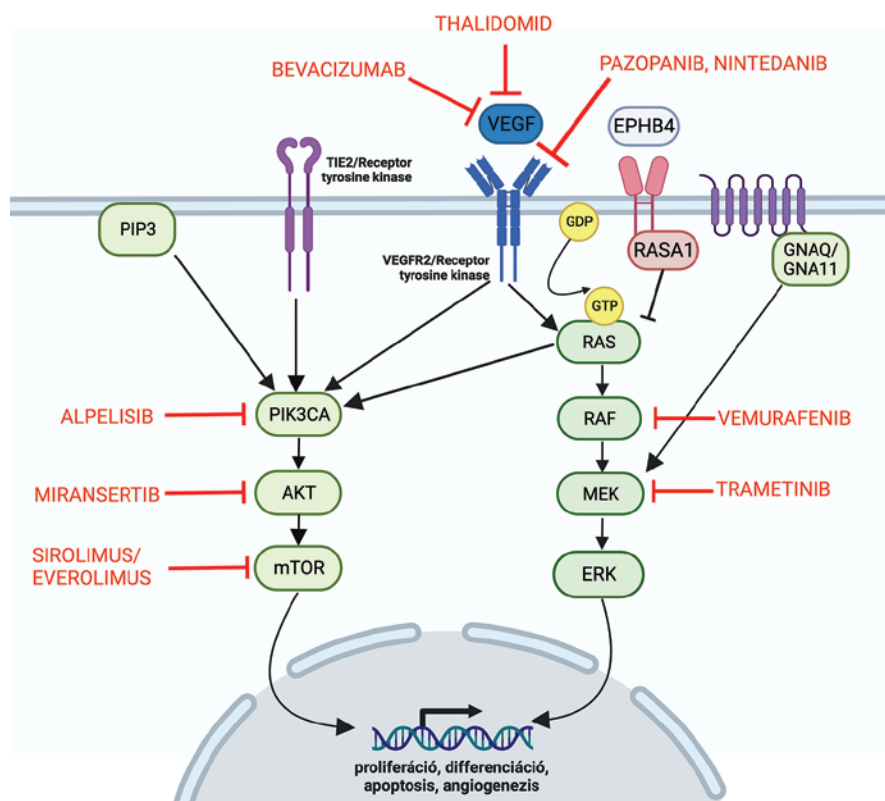 THALIDOMID
BEVACIZUMAB
PAZOPANIB, NINTEDANIB
VEGF
EPHB4
TIE2/Receptor
tyrosine kinase
PIP3
GDP
RASA1
GNAQ/
GNA11
VEGFR2/Receptor
tyrosine kinase
GTP
RAS
ALPELISIB
PIK3CA
RAF
VEMURAFENIB
MIRANSERTIB
AKT
MEK
TRAMETINIB
SIROLIMUS/
EVEROLIMUS
mTOR
ERK
proliferáció, differenciáció,
apoptosis, angiogenezis